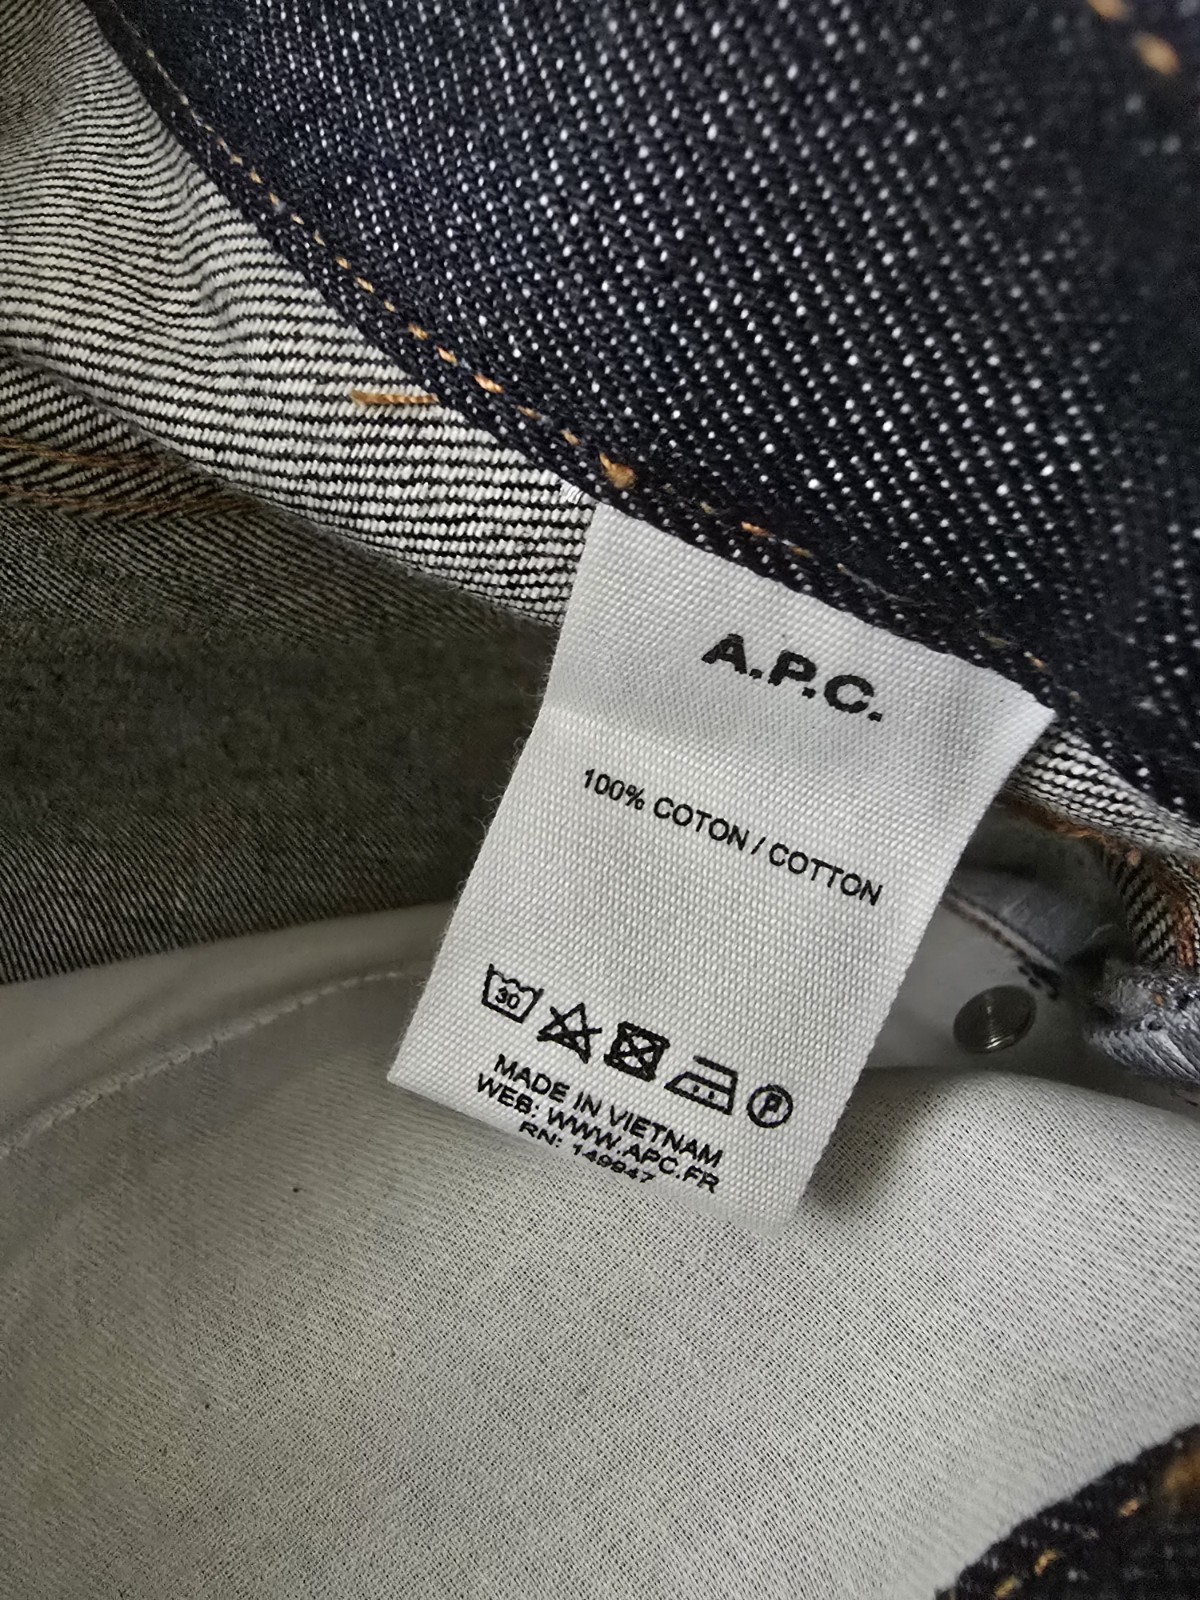 A.P.C.
100% COTON / COTTON
30
P
MADE IN VIETNAM
WEB: WWW.APC.FR
RN: 149947